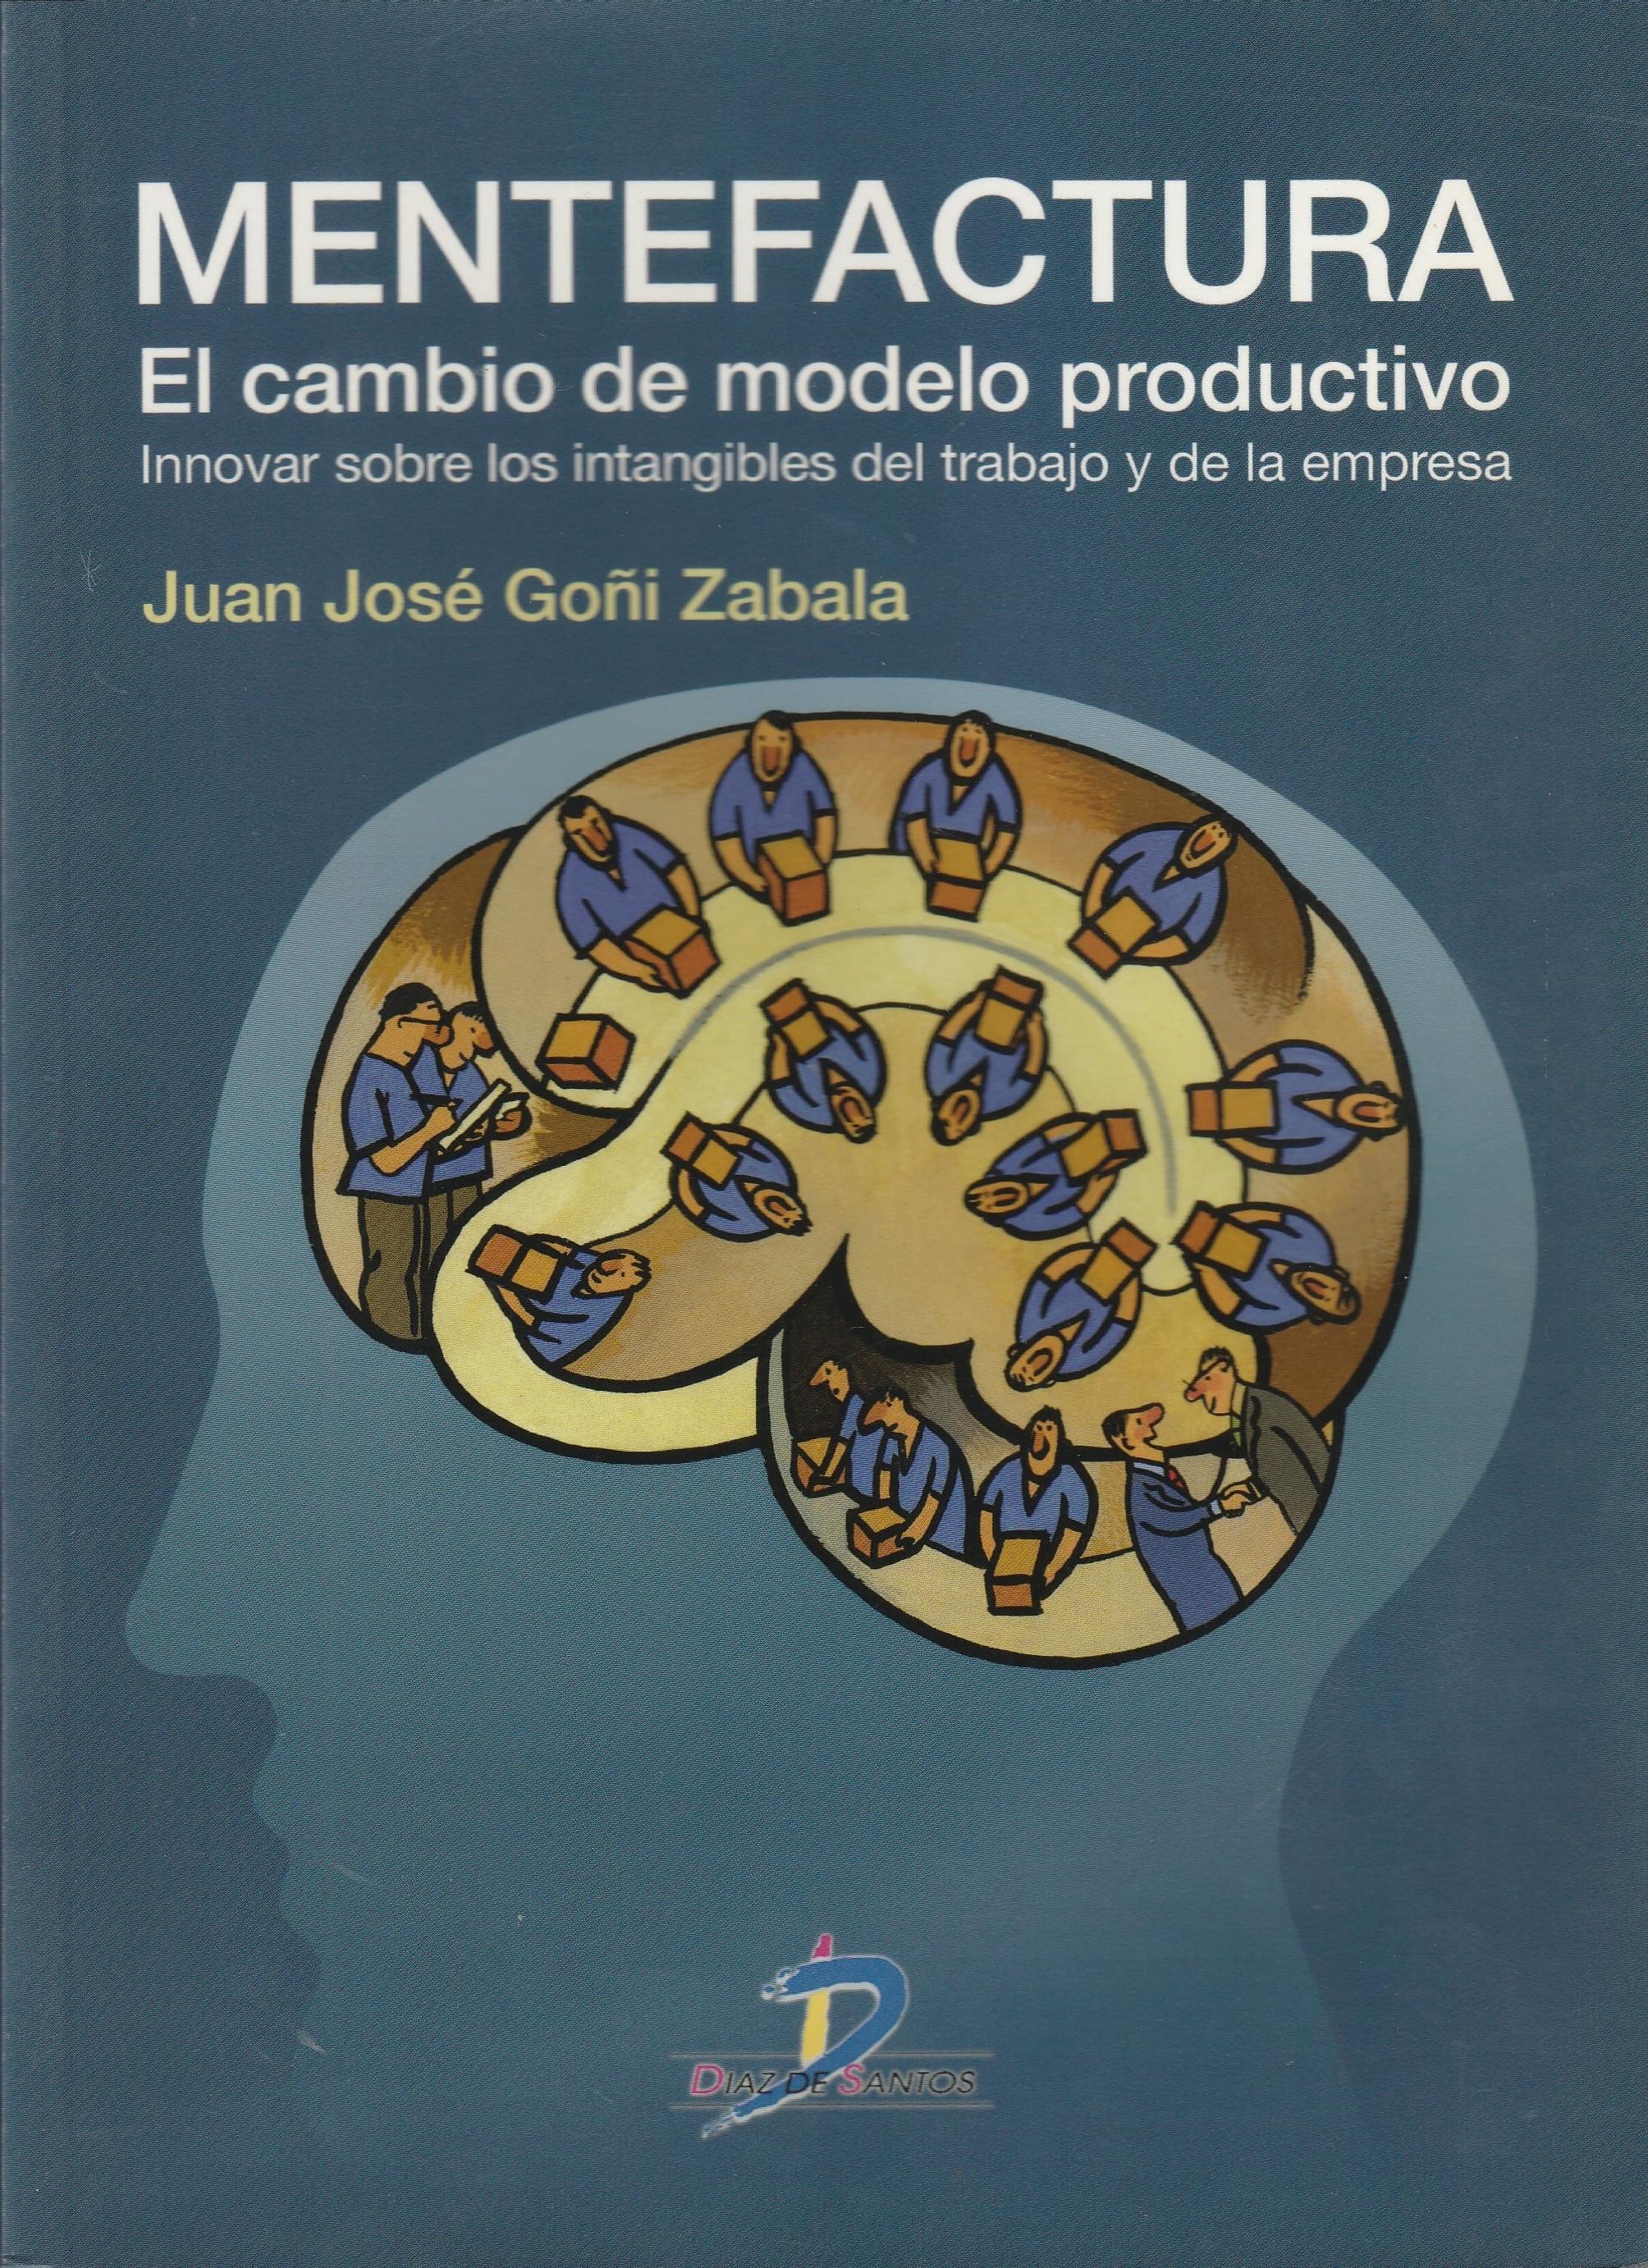 MENTEFACTURA
El cambio de modelo productivo
Innovar sobre los intangibles del trabajo y de la empresa
Juan José Goñi Zabala
DIAZ DE SANTOS